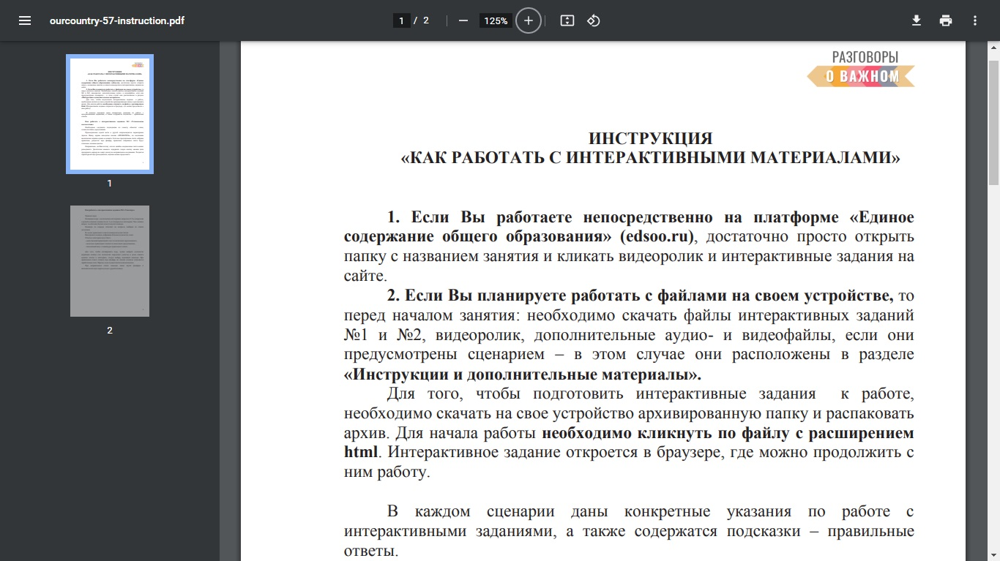 ourcountry-57-instruction.pdf
1 / 2
125%
1
2
РАЗГОВОРЫ
О ВАЖНОМ
ИНСТРУКЦИЯ
«КАК РАБОТАТЬ С ИНТЕРАКТИВНЫМИ МАТЕРИАЛАМИ»
1. Если Вы работаете непосредственно на платформе «Единое
содержание общего образования» (edsoo.ru), достаточно просто открыть
папку с названием занятия и кликать видеоролик и интерактивные задания на
сайте.
2. Если Вы планируете работать с файлами на своем устройстве, то
перед началом занятия: необходимо скачать файлы интерактивных заданий
№1 и №2, видеоролик, дополнительные аудио- и видеофайлы, если они
предусмотрены сценарием – в этом случае они расположены в разделе
«Инструкции и дополнительные материалы».
Для того, чтобы подготовить интерактивные задания к работе,
необходимо скачать на свое устройство архивированную папку и распаковать
архив. Для начала работы необходимо кликнуть по файлу с расширением
html. Интерактивное задание откроется в браузере, где можно продолжить с
ним работу.
В каждом сценарии даны конкретные указания по работе с
интерактивными заданиями, а также содержатся подсказки – правильные
ответы.